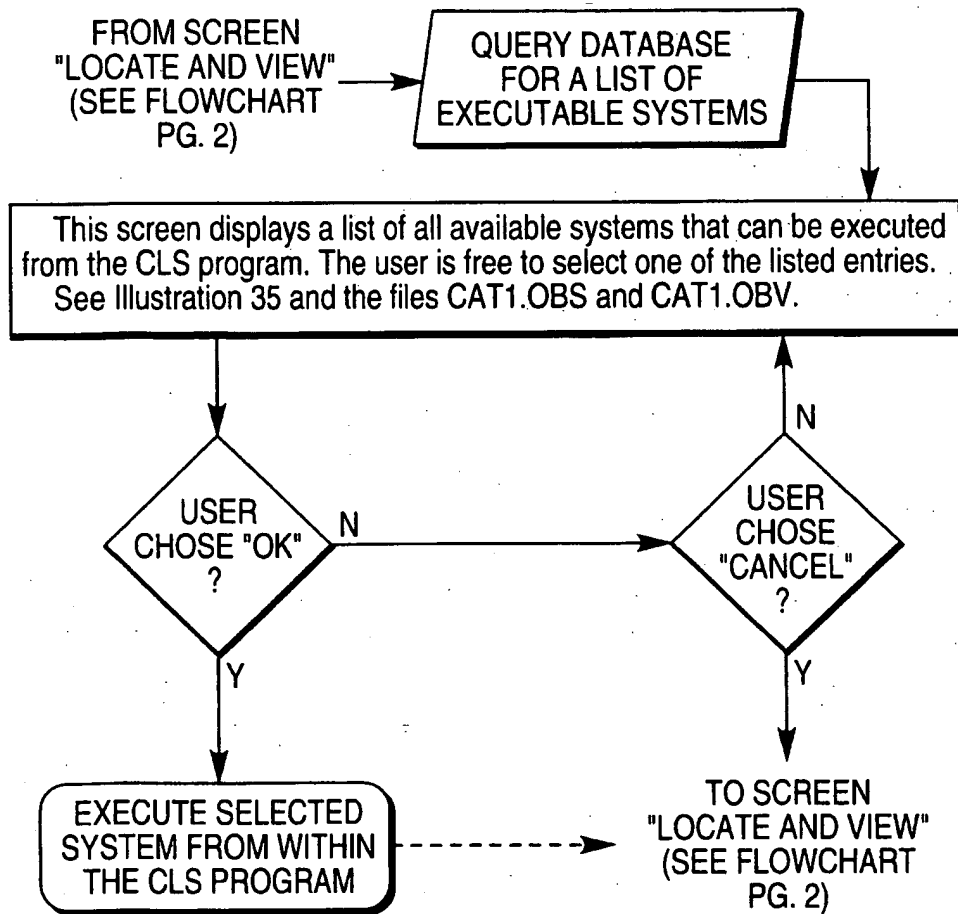 FROM SCREEN
"LOCATE AND VIEW"
(SEE FLOWCHART
PG. 2)
QUERY DATABASE
FOR A LIST OF
EXECUTABLE SYSTEMS
This screen displays a list of all available systems that can be executed
from the CLS program. The user is free to select one of the listed entries.
See Illustration 35 and the files CAT1.OBS and CAT1.OBV.
USER
CHOSE "OK"
?
N
Y
N
USER
CHOSE
"CANCEL"
?
Y
EXECUTE SELECTED
SYSTEM FROM WITHIN
THE CLS PROGRAM
TO SCREEN
"LOCATE AND VIEW"
(SEE FLOWCHART
PG. 2)